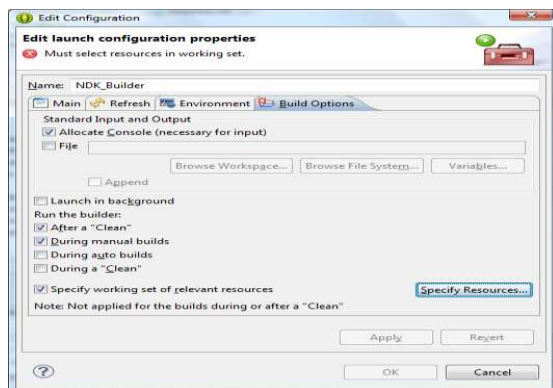 Edit Configuration
Edit launch configuration properties
Must select resources in working set.
Name: NDK_Builder
Main Refresh Environment Build Options
Standard Input and Output
Allocate Console (necessary for input)
File
Browse Workspace... Browse File System... Variables...
Append
Launch in background
Run the builder:
After a "Clean"
During manual builds
During auto builds
During a "Clean"
Specify working set of relevant resources Specify Resources...
Note: Not applied for the builds during or after a "Clean"
Apply Revert
? OK Cancel